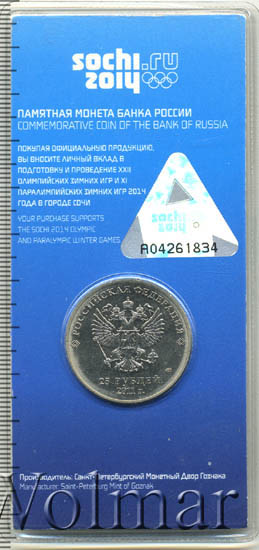 sochi.ru
2014
ПАМЯТНАЯ МОНЕТА БАНКА РОССИИ
COMMEMORATIVE COIN OF THE BANK OF RUSSIA
ПОКУПАЯ ОФИЦИАЛЬНУЮ ПРОДУКЦИЮ,
ВЫ ВНОСИТЕ ЛИЧНЫЙ ВКЛАД В
ПОДГОТОВКУ И ПРОВЕДЕНИЕ XXII
ОЛИМПИЙСКИХ ЗИМНИХ ИГР И XI
ПАРАЛИМПИЙСКИХ ЗИМНИХ ИГР 2014
ГОДА В ГОРОДЕ СОЧИ
YOUR PURCHASE SUPPORTS
THE SOCHI 2014 OLYMPIC
AND PARALYMPIC WINTER GAMES
sochi.ru
2014
A04261834
РОССИЙСКАЯ ФЕДЕРАЦИЯ
25 РУБЛЕЙ
2011 г.
Производитель: Санкт-Петербургский Монетный Двор Гознака
Manufacturer: Saint-Petersburg Mint of Goznak
Wolmar